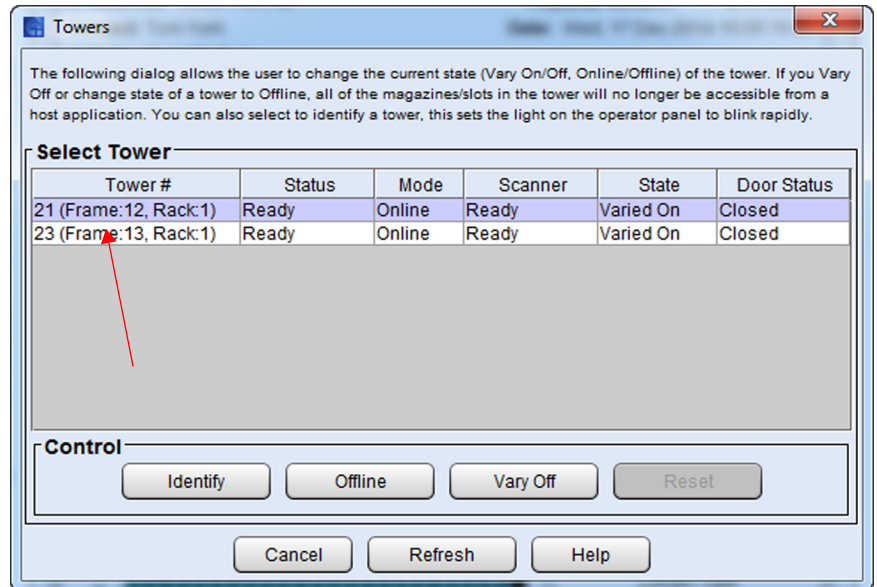 Towers
The following dialog allows the user to change the current state (Vary On/Off, Online/Offline) of the tower. If you Vary
Off or change state of a tower to Offline, all of the magazines/slots in the tower will no longer be accessible from a
host application. You can also select to identify a tower, this sets the light on the operator panel to blink rapidly.
Select Tower
Tower # Status Mode Scanner State Door Status
21 (Frame:12, Rack:1) Ready Online Ready Varied On Closed
23 (Frame:13, Rack:1) Ready Online Ready Varied On Closed
Control
Identify Offline Vary Off Reset
Cancel Refresh Help